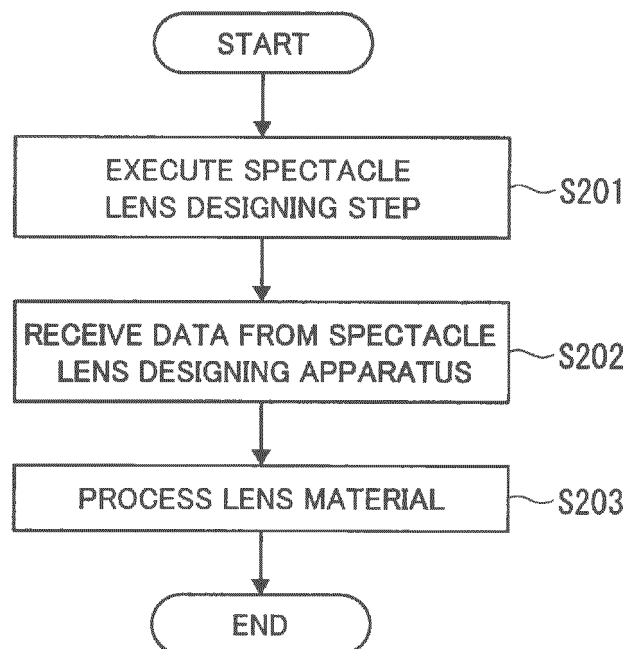 START
EXECUTE SPECTACLE
LENS DESIGNING STEP
S201
RECEIVE DATA FROM SPECTACLE
LENS DESIGNING APPARATUS
S202
PROCESS LENS MATERIAL
S203
END